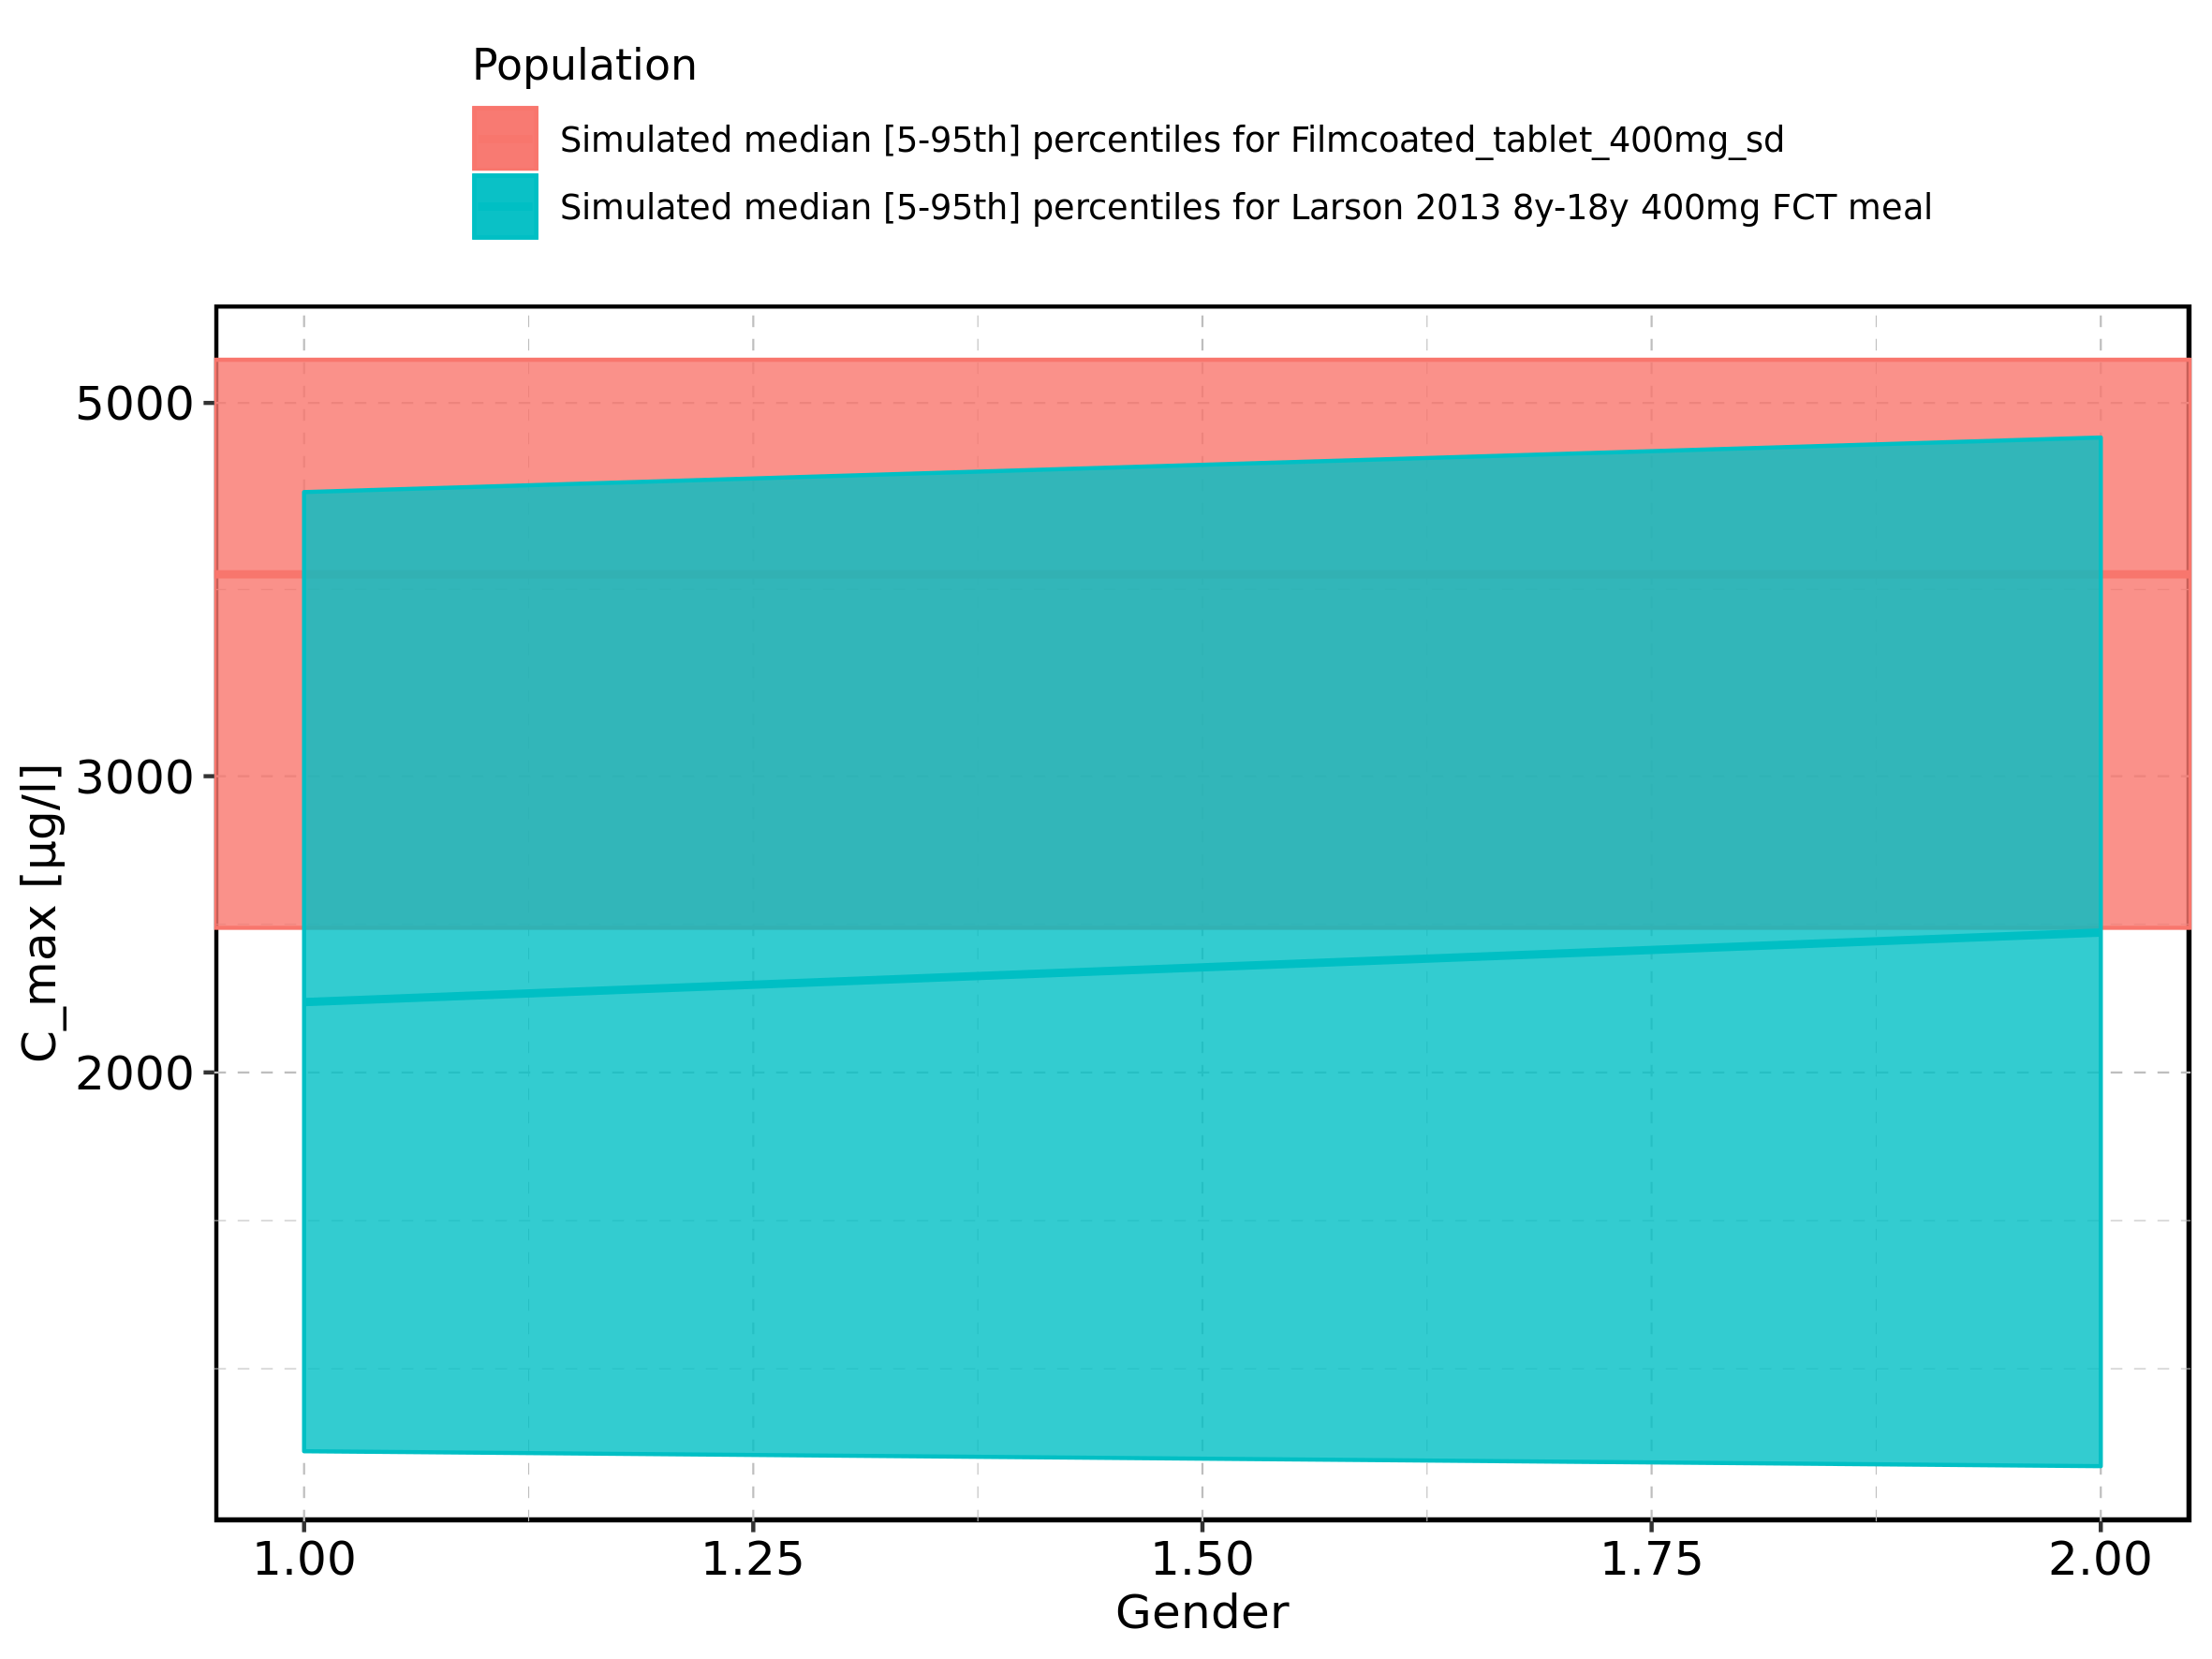 Population
Simulated median [5-95th] percentiles for Filmcoated_tablet_400mg_sd
Simulated median [5-95th] percentiles for Larson 2013 8y-18y 400mg FCT meal
5000
3000
2000
C_max [µg/l]
1.00 1.25 1.50 1.75 2.00
Gender